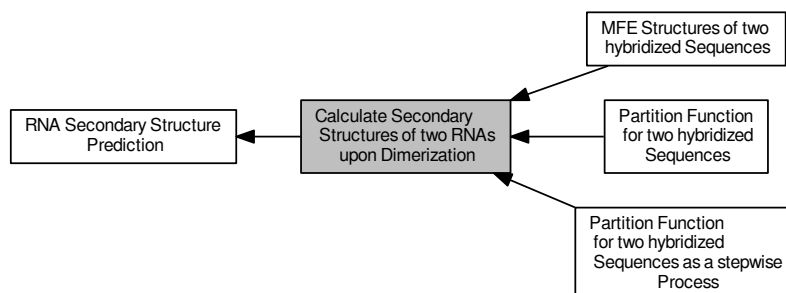 MFE Structures of two
hybridized Sequences
RNA Secondary Structure
Prediction
Calculate Secondary
Structures of two RNAs
upon Dimerization
Partition Function
for two hybridized
Sequences
Partition Function
for two hybridized
Sequences as a stepwise
Process